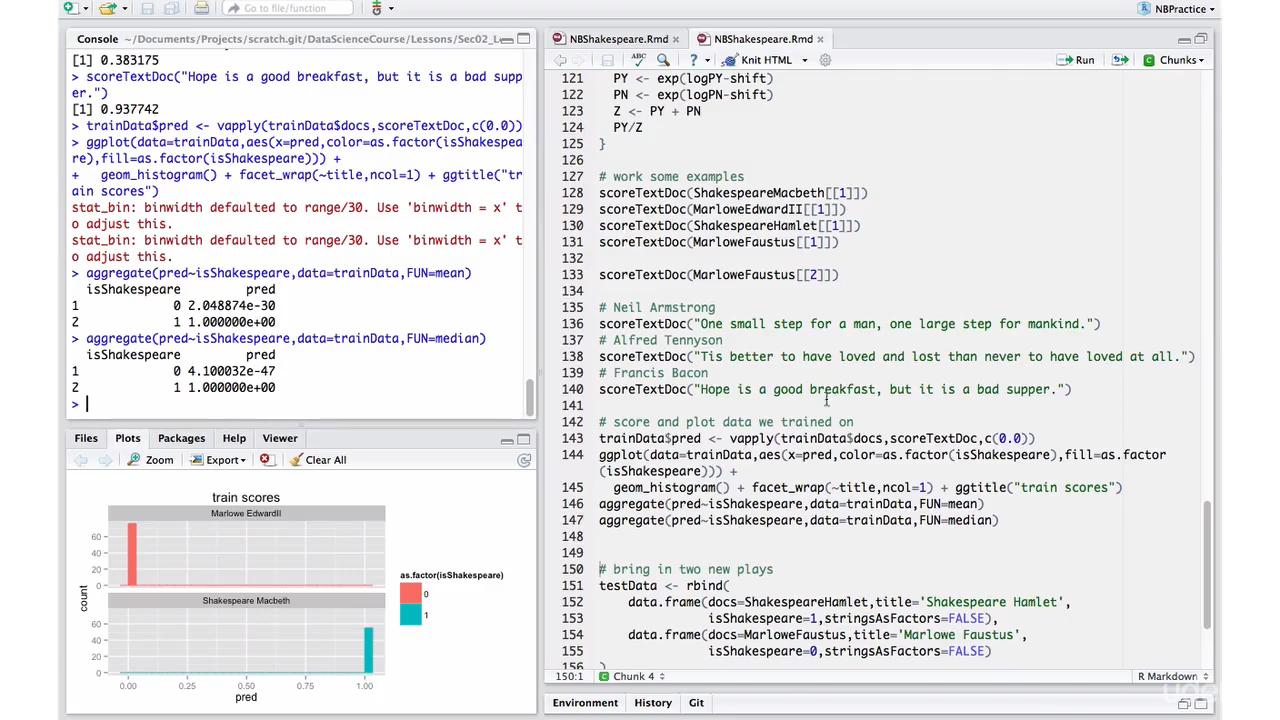 Go to file/function
NBPractice
Console ~/Documents/Projects/scratch.git/DataScienceCourse/Lessons/Sec02_L
[1] 0.383175
> scoreTextDoc("Hope is a good breakfast, but it is a bad supp
er.")
[1] 0.937742
> trainData$pred <- vapply(trainData$docs,scoreTextDoc,c(0.0))
> ggplot(data=trainData,aes(x=pred,color=as.factor(isShakespea
re),fill=as.factor(isShakespeare))) +
+   geom_histogram() + facet_wrap(~title,ncol=1) + ggtitle("tr
ain scores")
stat_bin: binwidth defaulted to range/30. Use 'binwidth = x' t
o adjust this.
stat_bin: binwidth defaulted to range/30. Use 'binwidth = x' t
o adjust this.
> aggregate(pred~isShakespeare,data=trainData,FUN=mean)
isShakespeare pred
1 0 2.048874e-30
2 1 1.000000e+00
> aggregate(pred~isShakespeare,data=trainData,FUN=median)
isShakespeare pred
1 0 4.100032e-47
2 1 1.000000e+00
>
Files Plots Packages Help Viewer
Zoom Export Clear All
train scores
Marlowe EdwardII
60
40
20
0
Shakespeare Macbeth
60
40
20
0
count
0.00 0.25 0.50 0.75 1.00
pred
as.factor(isShakespeare)
0
1
NBShakespeare.Rmd NBShakespeare.Rmd
ABC ? Knit HTML Run Chunks
121 PY <- exp(logPY-shift)
122 PN <- exp(logPN-shift)
123 Z <- PY + PN
124 PY/Z
125 }
126
127 # work some examples
128 scoreTextDoc(ShakespeareMacbeth[[1]])
129 scoreTextDoc(MarloweEdwardII[[1]])
130 scoreTextDoc(ShakespeareHamlet[[1]])
131 scoreTextDoc(MarloweFaustus[[1]])
132
133 scoreTextDoc(MarloweFaustus[[2]])
134
135 # Neil Armstrong
136 scoreTextDoc("One small step for a man, one large step for mankind.")
137 # Alfred Tennyson
138 scoreTextDoc("Tis better to have loved and lost than never to have loved at all.")
139 # Francis Bacon
140 scoreTextDoc("Hope is a good breakfast, but it is a bad supper.")
141
142 # score and plot data we trained on
143 trainData$pred <- vapply(trainData$docs,scoreTextDoc,c(0.0))
144 ggplot(data=trainData,aes(x=pred,color=as.factor(isShakespeare),fill=as.factor
(isShakespeare))) +
145 geom_histogram() + facet_wrap(~title,ncol=1) + ggtitle("train scores")
146 aggregate(pred~isShakespeare,data=trainData,FUN=mean)
147 aggregate(pred~isShakespeare,data=trainData,FUN=median)
148
149
150 # bring in two new plays
151 testData <- rbind(
152 data.frame(docs=ShakespeareHamlet,title='Shakespeare Hamlet',
153 isShakespeare=1,stringsAsFactors=FALSE),
154 data.frame(docs=MarloweFaustus,title='Marlowe Faustus',
155 isShakespeare=0,stringsAsFactors=FALSE)
156 )
150:1 Chunk 4 R Markdown
Environment History Git